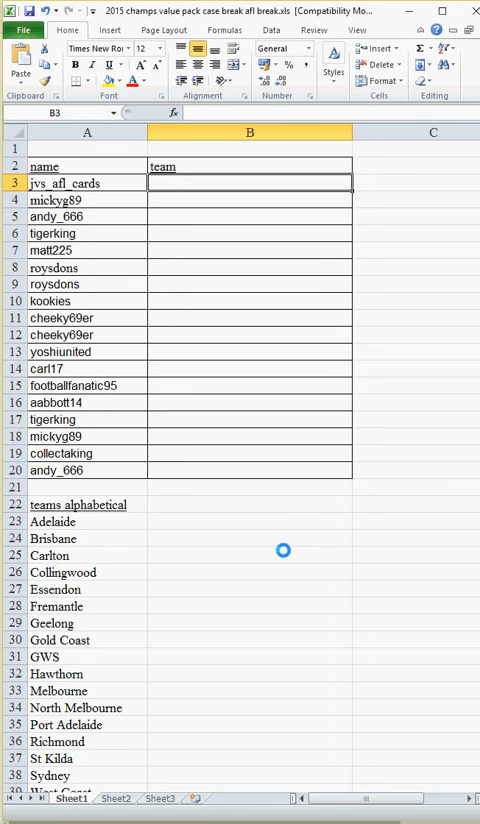 2015 champs value pack case break afl break.xls [Compatibility Mo...
File Home Insert Page Layout Formulas Data Review View
Times New Ro 12 General Insert
Paste B I U A $ % , Styles Delete
Format
Clipboard Font Alignment Number Cells Editing
B3 fx
A B C
1
2 name team
3 jvs_afl_cards
4 mickyg89
5 andy_666
6 tigerking
7 matt225
8 roysdons
9 roysdons
10 kookies
11 cheeky69er
12 cheeky69er
13 yoshiunited
14 carl17
15 footballfanatic95
16 aabbott14
17 tigerking
18 mickyg89
19 collectaking
20 andy_666
21
22 teams alphabetical
23 Adelaide
24 Brisbane
25 Carlton
26 Collingwood
27 Essendon
28 Fremantle
29 Geelong
30 Gold Coast
31 GWS
32 Hawthorn
33 Melbourne
34 North Melbourne
35 Port Adelaide
36 Richmond
37 St Kilda
38 Sydney
39 West Coast
Sheet1 Sheet2 Sheet3